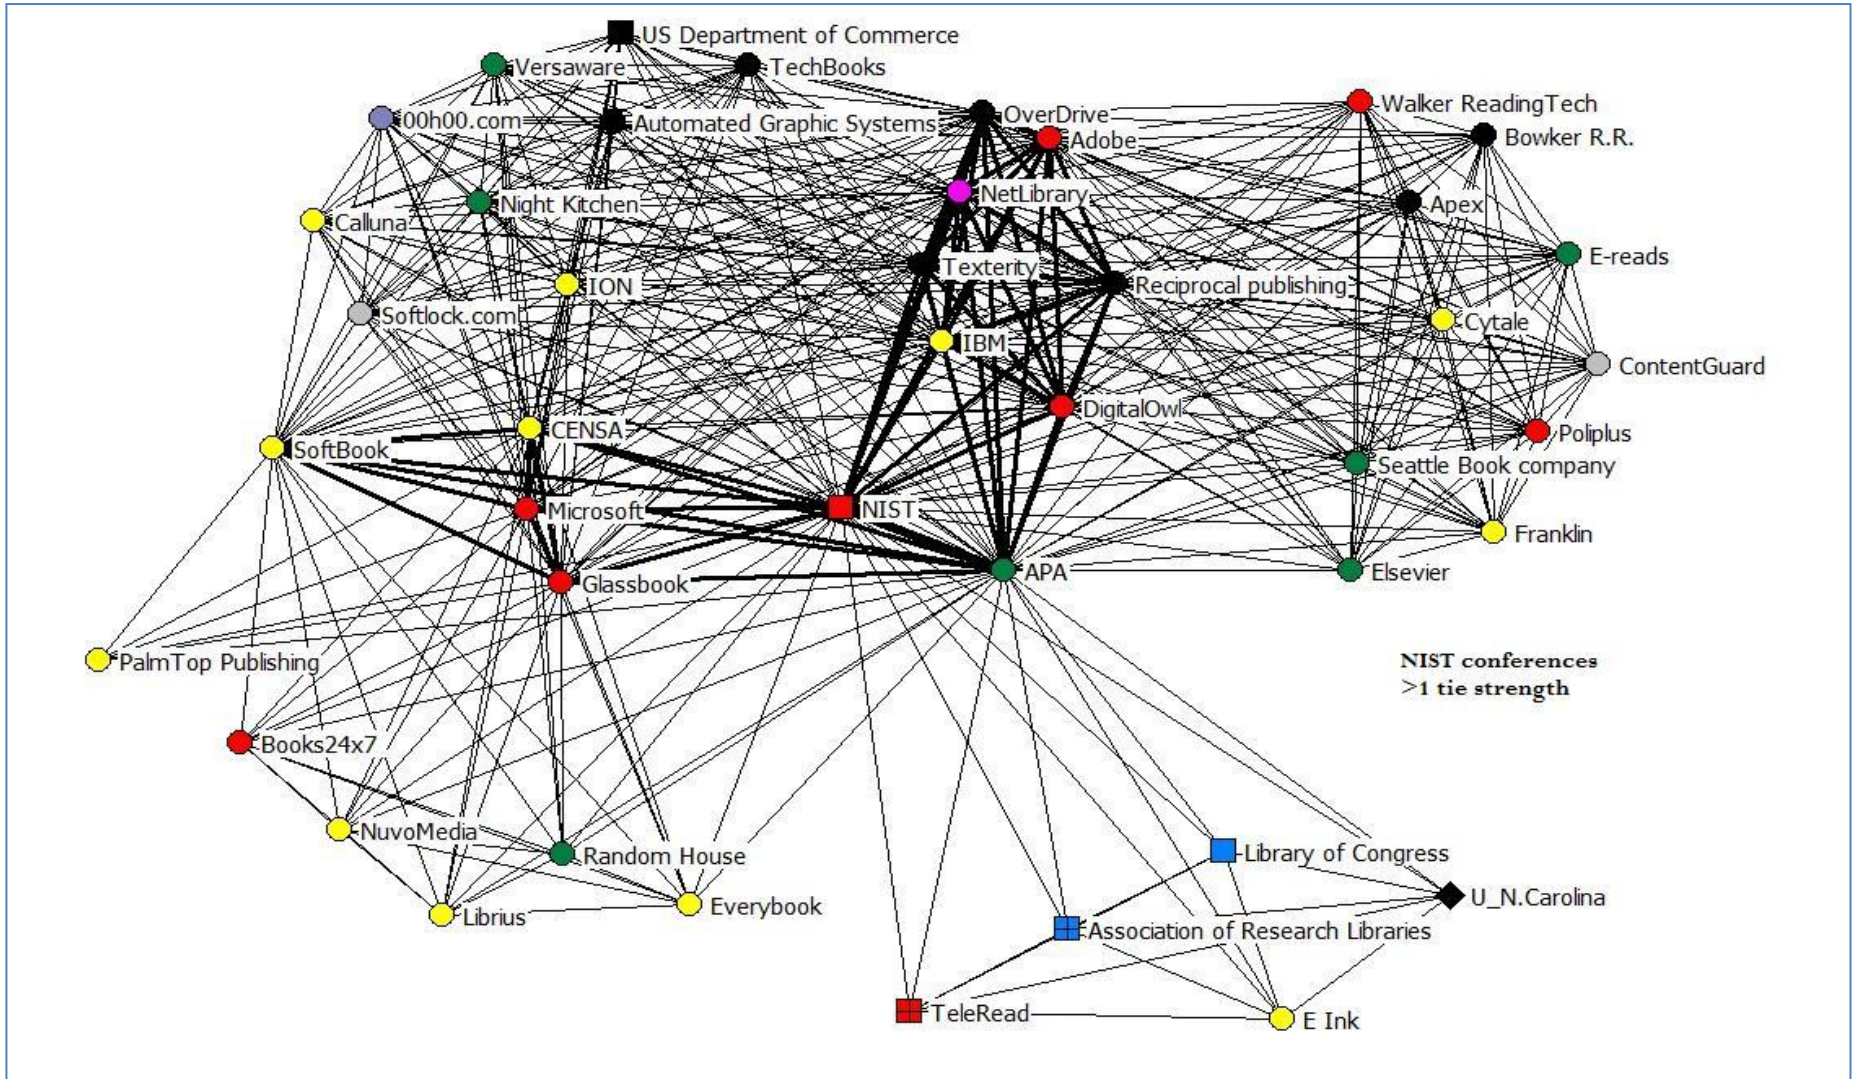 US Department of Commerce
Versaware
TechBooks
00h00.com
Automated Graphic Systems
OverDrive
Walker ReadingTech
Adobe
Bowker R.R.
NetLibrary
Night Kitchen
Apex
Calluna
E-reads
Texterity
ION
Reciprocal publishing
Softlock.com
Cytale
IBM
ContentGuard
DigitalOwl
CENSA
Poliplus
SoftBook
Seattle Book company
Microsoft
NIST
Franklin
APA
Elsevier
Glassbook
PalmTop Publishing
NIST conferences
>1 tie strength
Books24x7
NuvoMedia
Random House
Library of Congress
U_N.Carolina
Everybook
Librius
Association of Research Libraries
TeleRead
E Ink